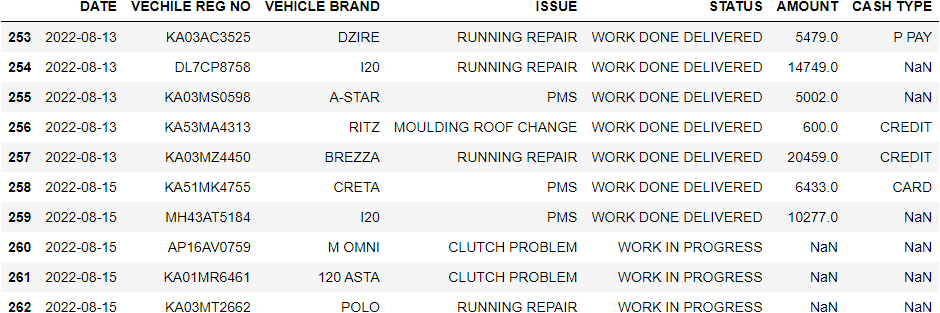 DATE VECHILE REG NO VEHICLE BRAND ISSUE STATUS AMOUNT CASH TYPE
253 2022-08-13 KA03AC3525 DZIRE RUNNING REPAIR WORK DONE DELIVERED 5479.0 P PAY
254 2022-08-13 DL7CP8758 I20 RUNNING REPAIR WORK DONE DELIVERED 14749.0 NaN
255 2022-08-13 KA03MS0598 A-STAR PMS WORK DONE DELIVERED 5002.0 NaN
256 2022-08-13 KA53MA4313 RITZ MOULDING ROOF CHANGE WORK DONE DELIVERED 600.0 CREDIT
257 2022-08-13 KA03MZ4450 BREZZA RUNNING REPAIR WORK DONE DELIVERED 20459.0 CREDIT
258 2022-08-15 KA51MK4755 CRETA PMS WORK DONE DELIVERED 6433.0 CARD
259 2022-08-15 MH43AT5184 I20 PMS WORK DONE DELIVERED 10277.0 NaN
260 2022-08-15 AP16AV0759 M OMNI CLUTCH PROBLEM WORK IN PROGRESS NaN NaN
261 2022-08-15 KA01MR6461 120 ASTA CLUTCH PROBLEM WORK IN PROGRESS NaN NaN
262 2022-08-15 KA03MT2662 POLO RUNNING REPAIR WORK IN PROGRESS NaN NaN